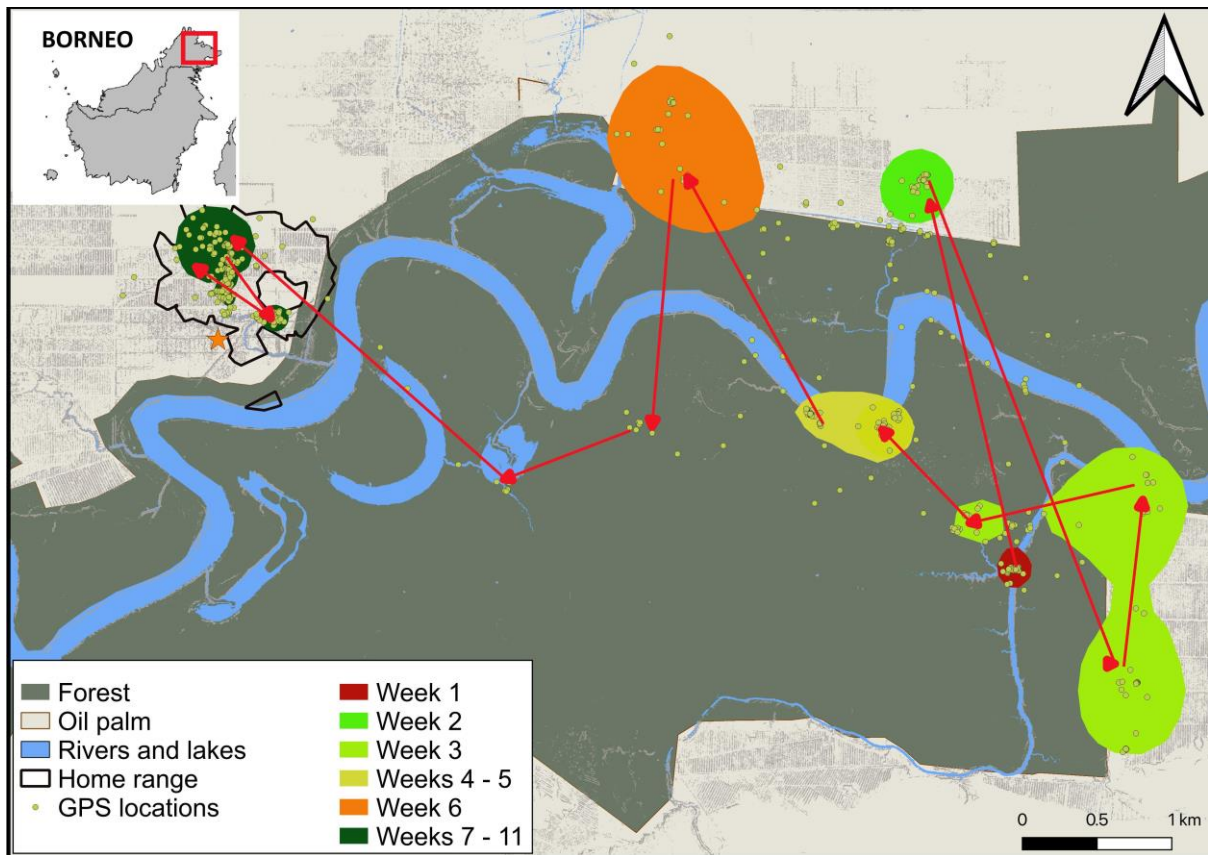 BORNEO
Forest
Oil palm
Rivers and lakes
Home range
GPS locations
Week 1
Week 2
Week 3
Weeks 4 - 5
Week 6
Weeks 7 - 11
0 0.5 1 km